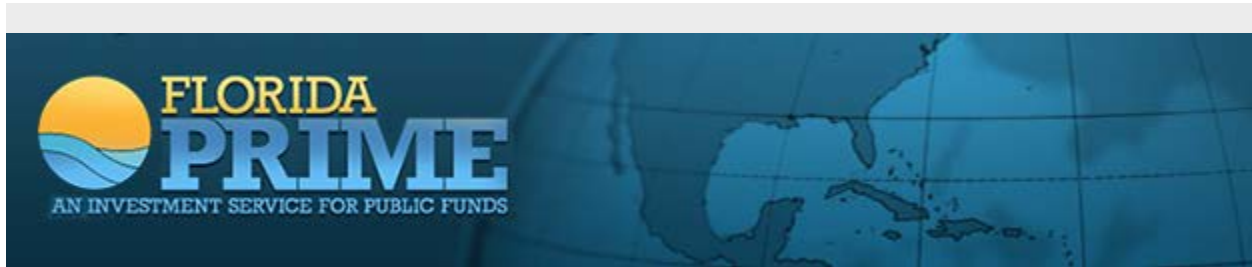 FLORIDA
PRIME
AN INVESTMENT SERVICE FOR PUBLIC FUNDS